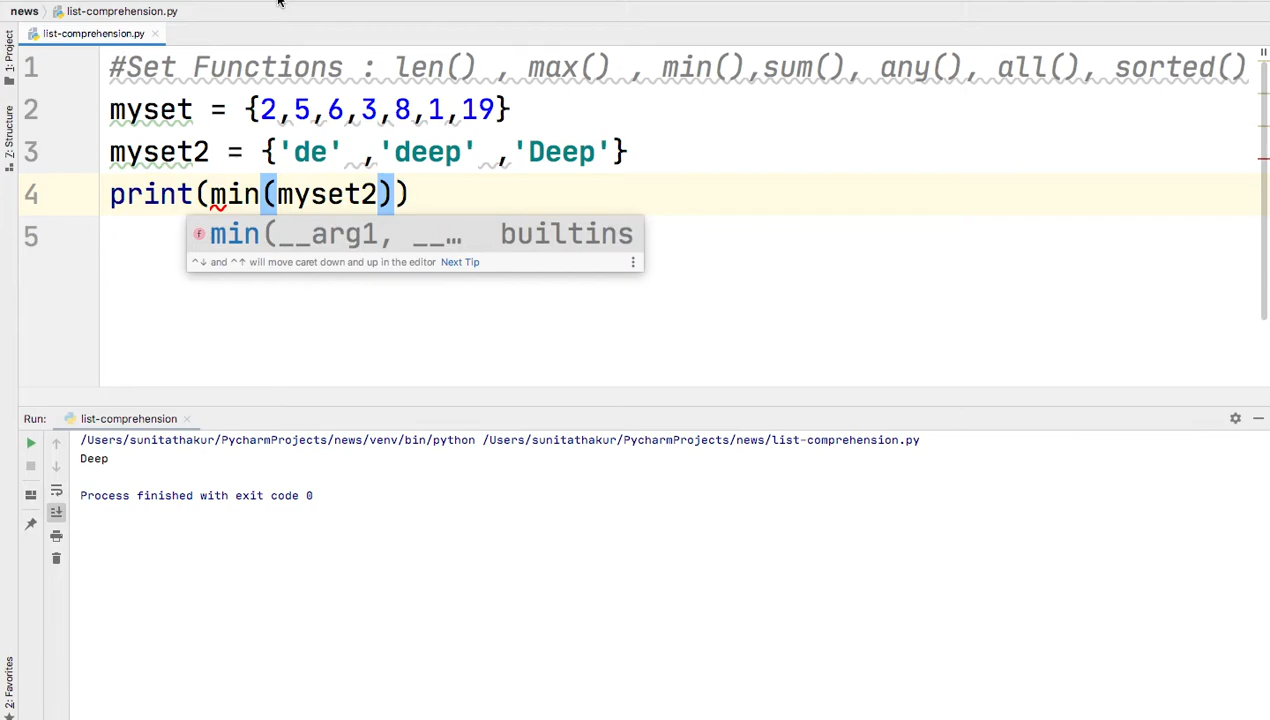 news list-comprehension.py
list-comprehension.py
1: Project
Z: Structure
2: Favorites
1 #Set Functions : len() , max() , min(),sum(), any(), all(), sorted()
2 myset = {2,5,6,3,8,1,19}
3 myset2 = {'de' ,'deep' ,'Deep'}
4 print(min(myset2))
5
f min(__arg1, __… builtins
^↓ and ^↑ will move caret down and up in the editor Next Tip
Run: list-comprehension
/Users/sunitathakur/PycharmProjects/news/venv/bin/python /Users/sunitathakur/PycharmProjects/news/list-comprehension.py
Deep
Process finished with exit code 0